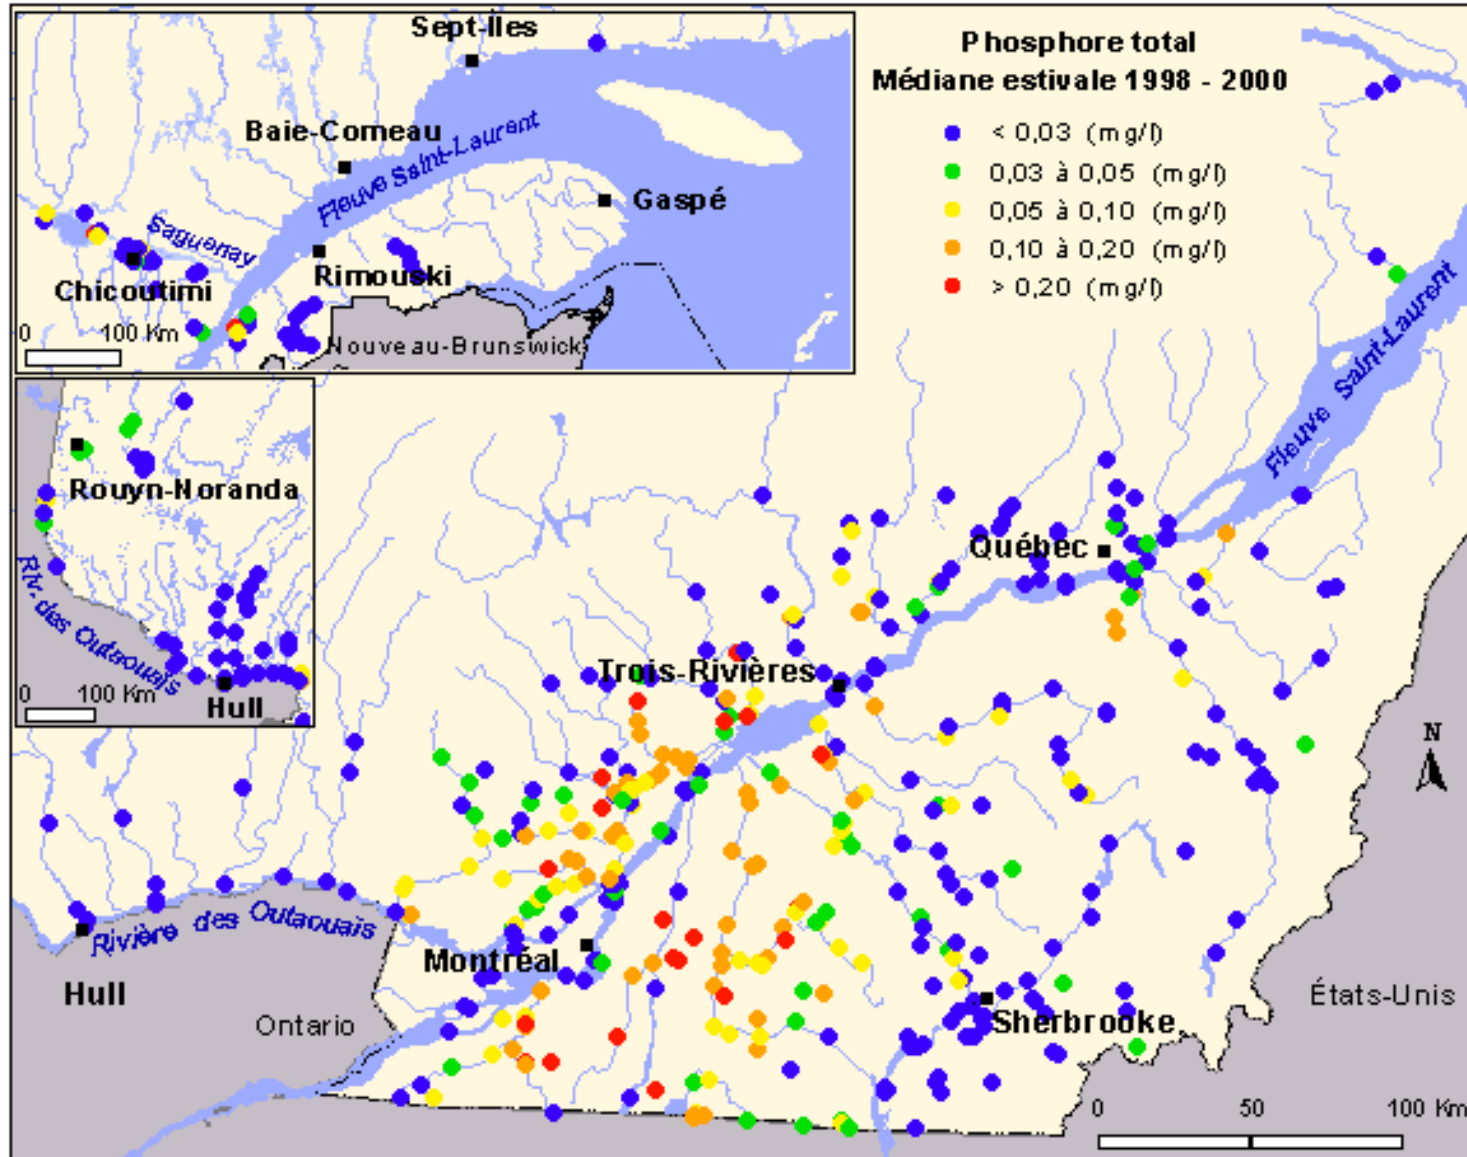 Phosphore total
Médiane estivale 1998 - 2000
< 0,03 (mg/l)
0,03 à 0,05 (mg/l)
0,05 à 0,10 (mg/l)
0,10 à 0,20 (mg/l)
> 0,20 (mg/l)
Sept-Iles
Baie-Comeau
Fleuve Saint-Laurent
Gaspé
Saguenay
Rimouski
Chicoutimi
0 100 Km
Nouveau-Brunswick
Rouyn-Noranda
Riv. des Outaouais
0 100 Km
Hull
Fleuve Saint-Laurent
Québec
Trois-Rivières
N
Rivière des Outaouais
Montréal
Hull
Ontario
Sherbrooke
États-Unis
0 50 100 Km